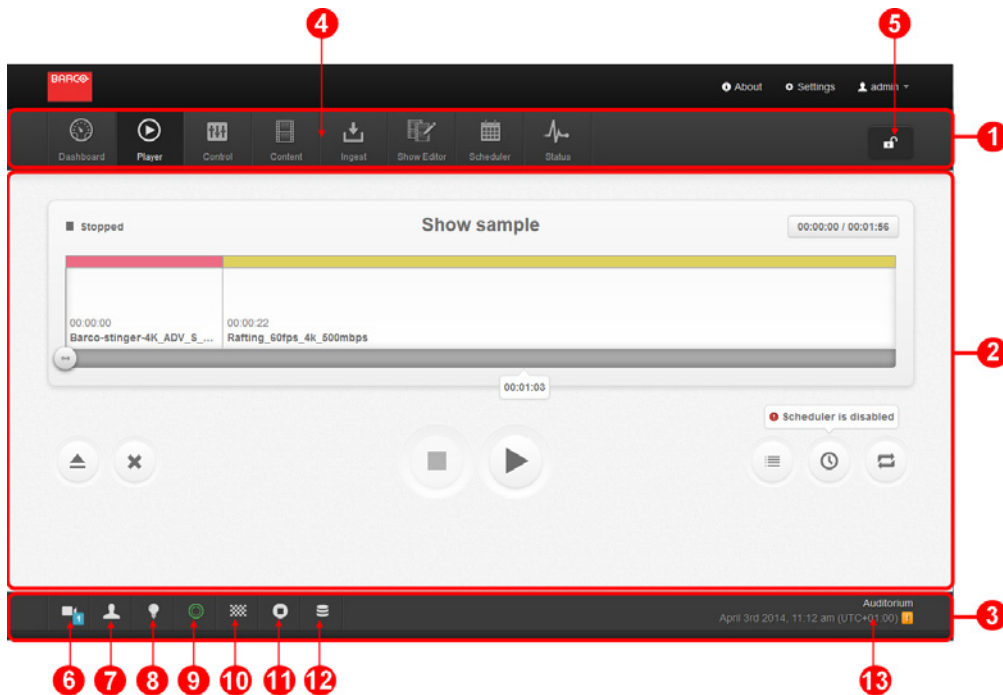 4 5
BARCO
About Settings admin
Dashboard Player Control Content Ingest Show Editor Scheduler Status
1
Stopped Show sample 00:00:00 / 00:01:56
00:00:00 00:00:22
Barco-stinger-4K_ADV_S_... Rafting_60fps_4k_500mbps
2
00:01:03
Scheduler is disabled
Auditorium
1 April 3rd 2014, 11:12 am (UTC+01:00)
3
6 7 8 9 10 11 12 13